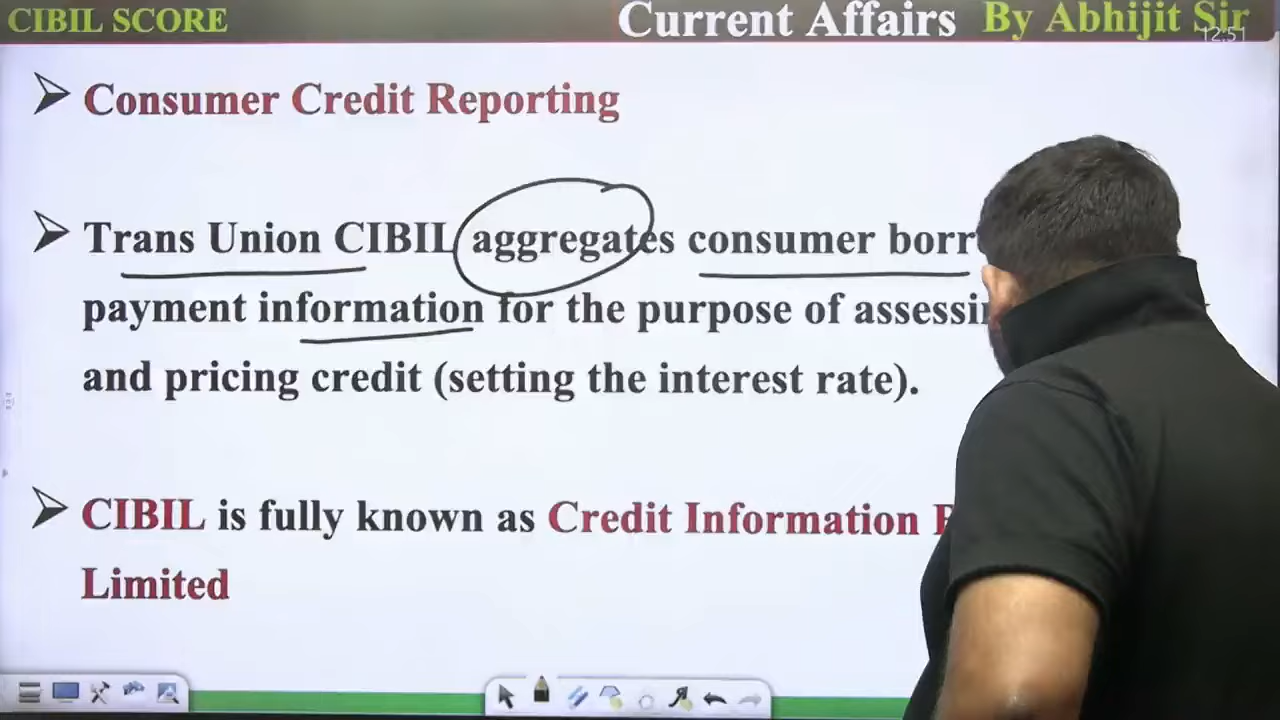 CIBIL SCORE
Current Affairs By Abhijit Sir
12:51
Consumer Credit Reporting
Trans Union CIBIL aggregates consumer
payment information for the purpose of
and pricing credit (setting the interest rate).
CIBIL is fully known as Credit Information
Limited